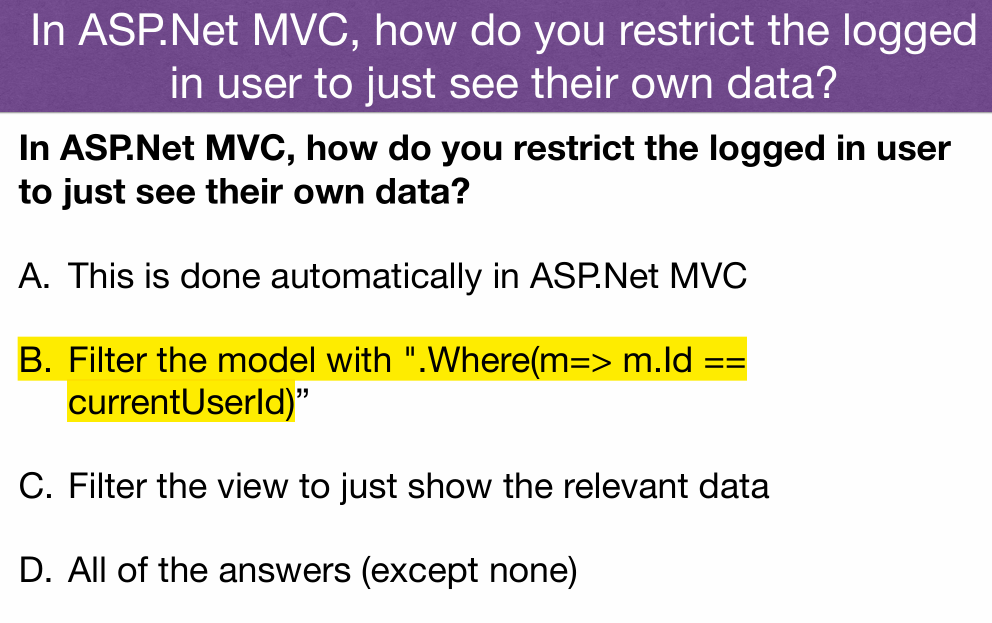 In ASP.Net MVC, how do you restrict the logged
in user to just see their own data?
In ASP.Net MVC, how do you restrict the logged in user
to just see their own data?
A. This is done automatically in ASP.Net MVC
B. Filter the model with ".Where(m=> m.Id ==
currentUserId)”
C. Filter the view to just show the relevant data
D. All of the answers (except none)